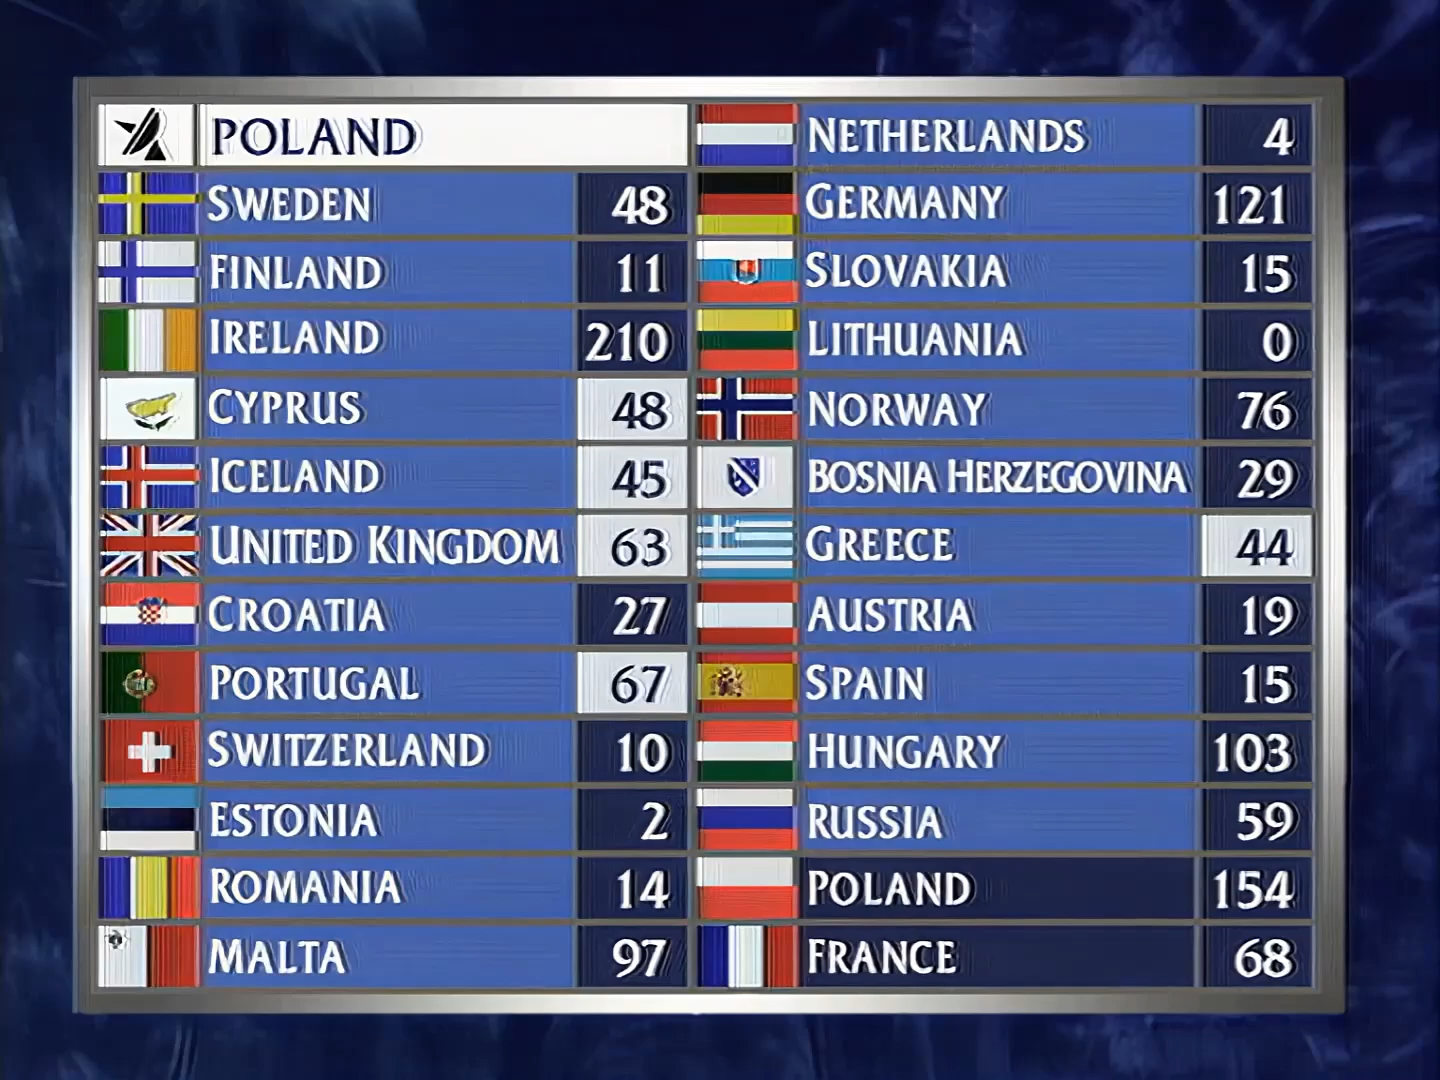 POLAND
SWEDEN 48
FINLAND 11
IRELAND 210
CYPRUS 48
ICELAND 45
UNITED KINGDOM 63
CROATIA 27
PORTUGAL 67
SWITZERLAND 10
ESTONIA 2
ROMANIA 14
MALTA 97
NETHERLANDS 4
GERMANY 121
SLOVAKIA 15
LITHUANIA 0
NORWAY 76
BOSNIA HERZEGOVINA 29
GREECE 44
AUSTRIA 19
SPAIN 15
HUNGARY 103
RUSSIA 59
POLAND 154
FRANCE 68